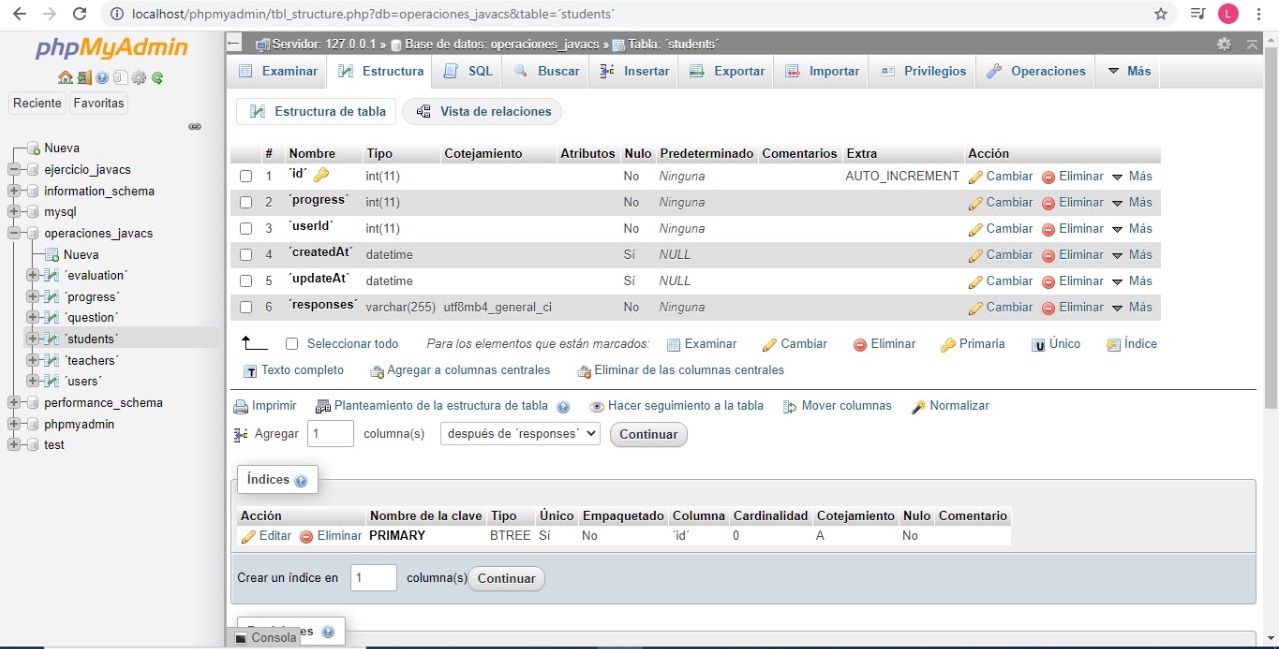 localhost/phpmyadmin/tbl_structure.php?db=operaciones_javacs&table=´students´
L
phpMyAdmin
Reciente Favoritas
Nueva
ejercicio_javacs
information_schema
mysql
operaciones_javacs
Nueva
´evaluation´
´progress´
´question´
´students´
´teachers´
´users´
performance_schema
phpmyadmin
test
Servidor: 127.0.0.1 » Base de datos: operaciones_javacs » Tabla: ´students´
Examinar Estructura SQL Buscar Insertar Exportar Importar Privilegios Operaciones Más
Estructura de tabla Vista de relaciones
# Nombre Tipo Cotejamiento Atributos Nulo Predeterminado Comentarios Extra Acción
1 ´id´ int(11) No Ninguna AUTO_INCREMENT Cambiar Eliminar Más
2 ´progress´ int(11) No Ninguna Cambiar Eliminar Más
3 ´userId´ int(11) No Ninguna Cambiar Eliminar Más
4 ´createdAt´ datetime Sí NULL Cambiar Eliminar Más
5 ´updateAt´ datetime Sí NULL Cambiar Eliminar Más
6 ´responses´ varchar(255) utf8mb4_general_ci No Ninguna Cambiar Eliminar Más
Seleccionar todo Para los elementos que están marcados: Examinar Cambiar Eliminar Primaria Único Índice
Texto completo Agregar a columnas centrales Eliminar de las columnas centrales
Imprimir Planteamiento de la estructura de tabla Hacer seguimiento a la tabla Mover columnas Normalizar
Agregar 1 columna(s) después de ´responses´ Continuar
Índices
Acción Nombre de la clave Tipo Único Empaquetado Columna Cardinalidad Cotejamiento Nulo Comentario
Editar Eliminar PRIMARY BTREE Sí No ´id´ 0 A No
Crear un índice en 1 columna(s) Continuar
Consola